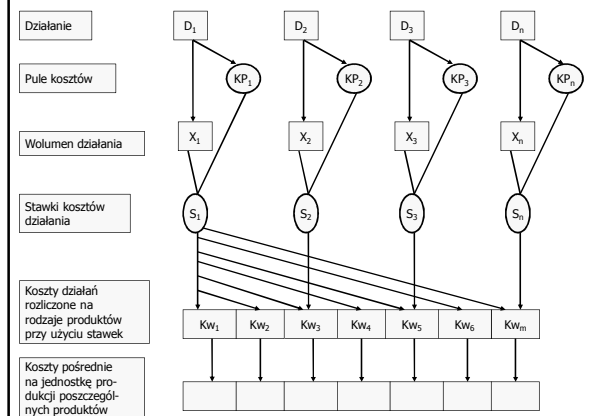 Działanie
D₁ D₂ D₃ Dₙ
Pule kosztów
KP₁ KP₂ KP₃ KPₙ
Wolumen działania
X₁ X₂ X₃ Xₙ
Stawki kosztów
działania
S₁ S₂ S₃ Sₙ
Koszty działań
rozliczone na
rodzaje produktów
przy użyciu stawek
Kw₁ Kw₂ Kw₃ Kw₄ Kw₅ Kw₆ Kwₘ
Koszty pośrednie
na jednostkę pro-
dukcji poszczegól-
nych produktów